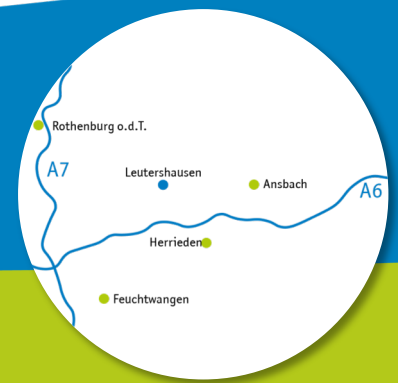 Rothenburg o.d.T.
A7
Leutershausen
Ansbach
A6
Herrieden
Feuchtwangen